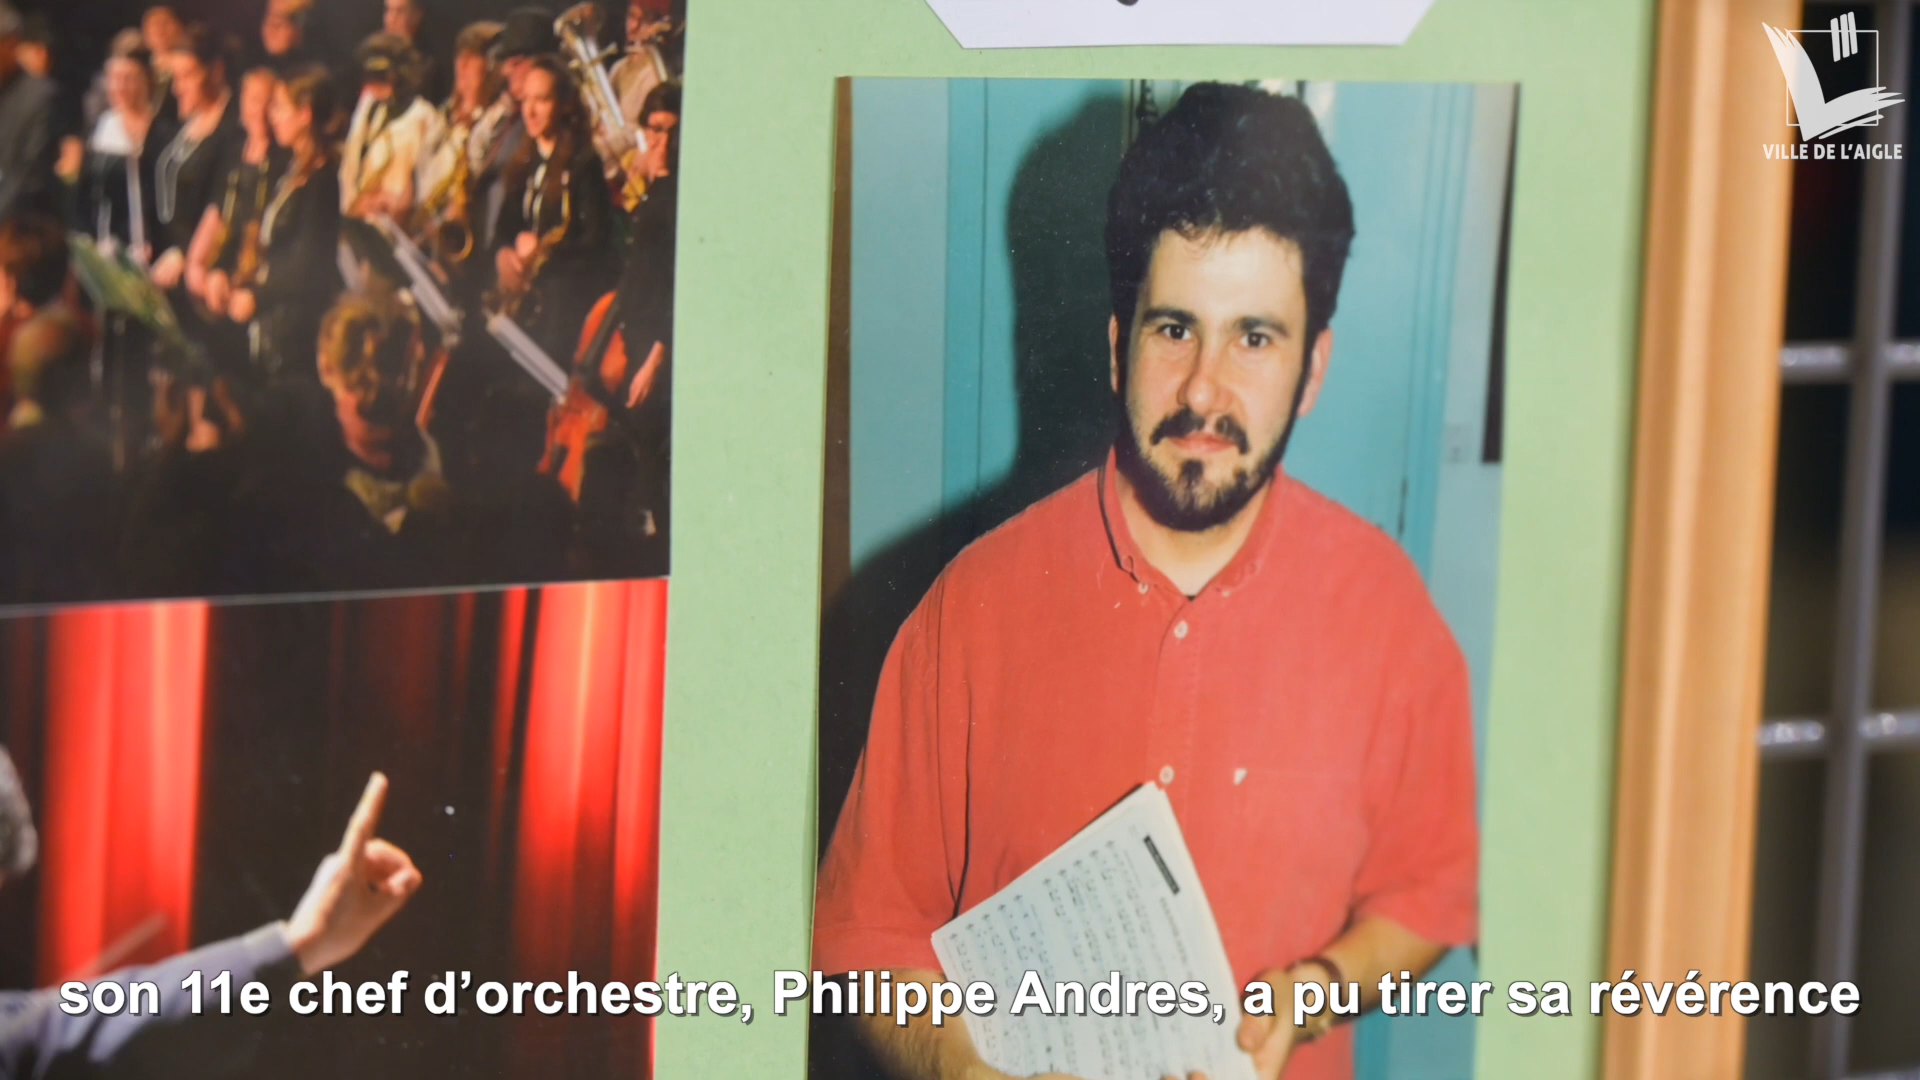 VILLE DE L'AIGLE
son 11e chef d’orchestre, Philippe Andres, a pu tirer sa révérence